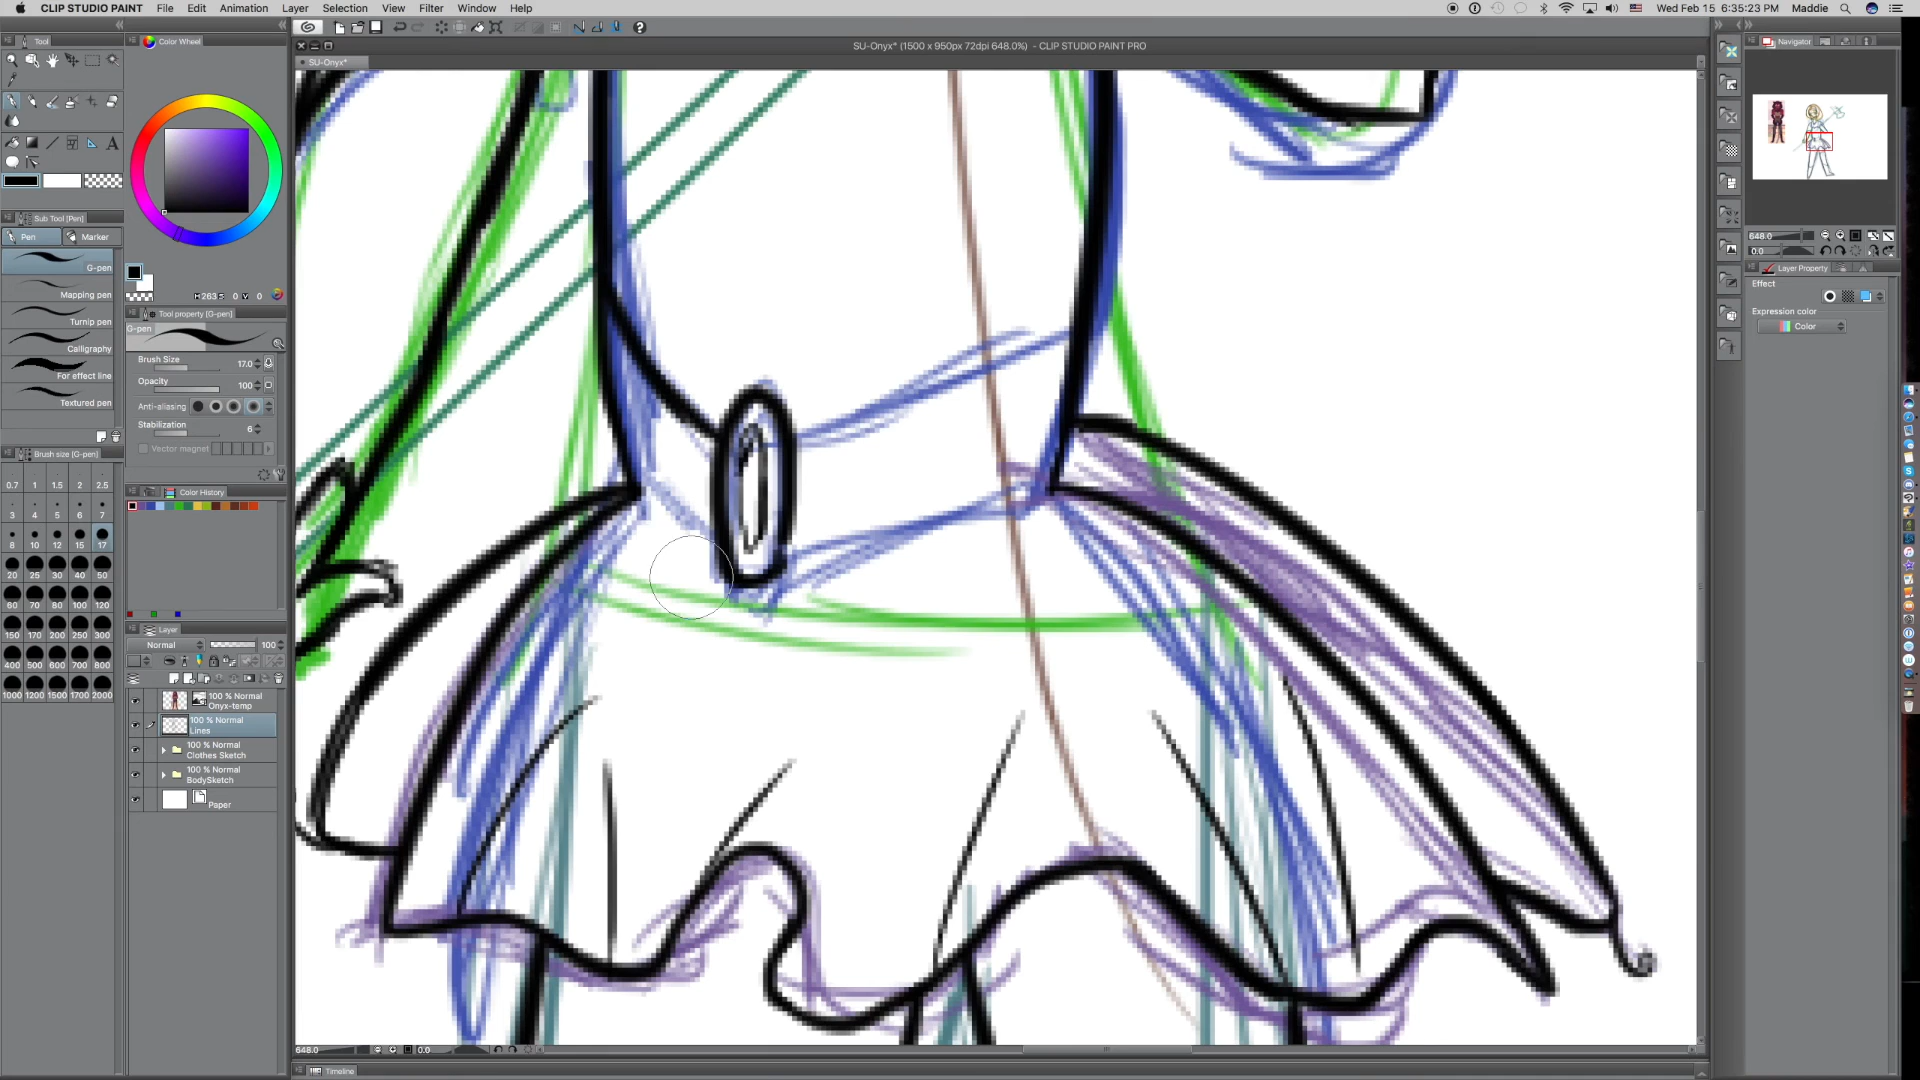 CLIP STUDIO PAINT File Edit Animation Layer Selection View Filter Window Help
Wed Feb 15 6:35:23 PM Maddie
SU-Onyx* (1500 x 950px 72dpi 648.0%) - CLIP STUDIO PAINT PRO
Tool
Color Wheel
SU-Onyx*
Navigator
Sub Tool [Pen]
Pen
Marker
G-pen
Mapping pen
Turnip pen
Calligraphy
For effect line
Textured pen
H 263 S 0 V 0
Tool property [G-pen]
G-pen
Brush Size 17.0
Opacity 100
Anti-aliasing
Stabilization 6
Vector magnet
Brush size [G-pen]
0.7 1 1.5 2 2.5
3 4 5 6 7
8 10 12 15 17
20 25 30 40 50
60 70 80 100 120
150 170 200 250 300
400 500 600 700 800
1000 1200 1500 1700 2000
Color History
Layer
Normal 100
100 % Normal
Onyx-temp
100 % Normal
Lines
100 % Normal
Clothes Sketch
100 % Normal
BodySketch
Paper
648.0
0.0
Layer Property
Effect
Expression color
Color
648.0 0.0
Timeline